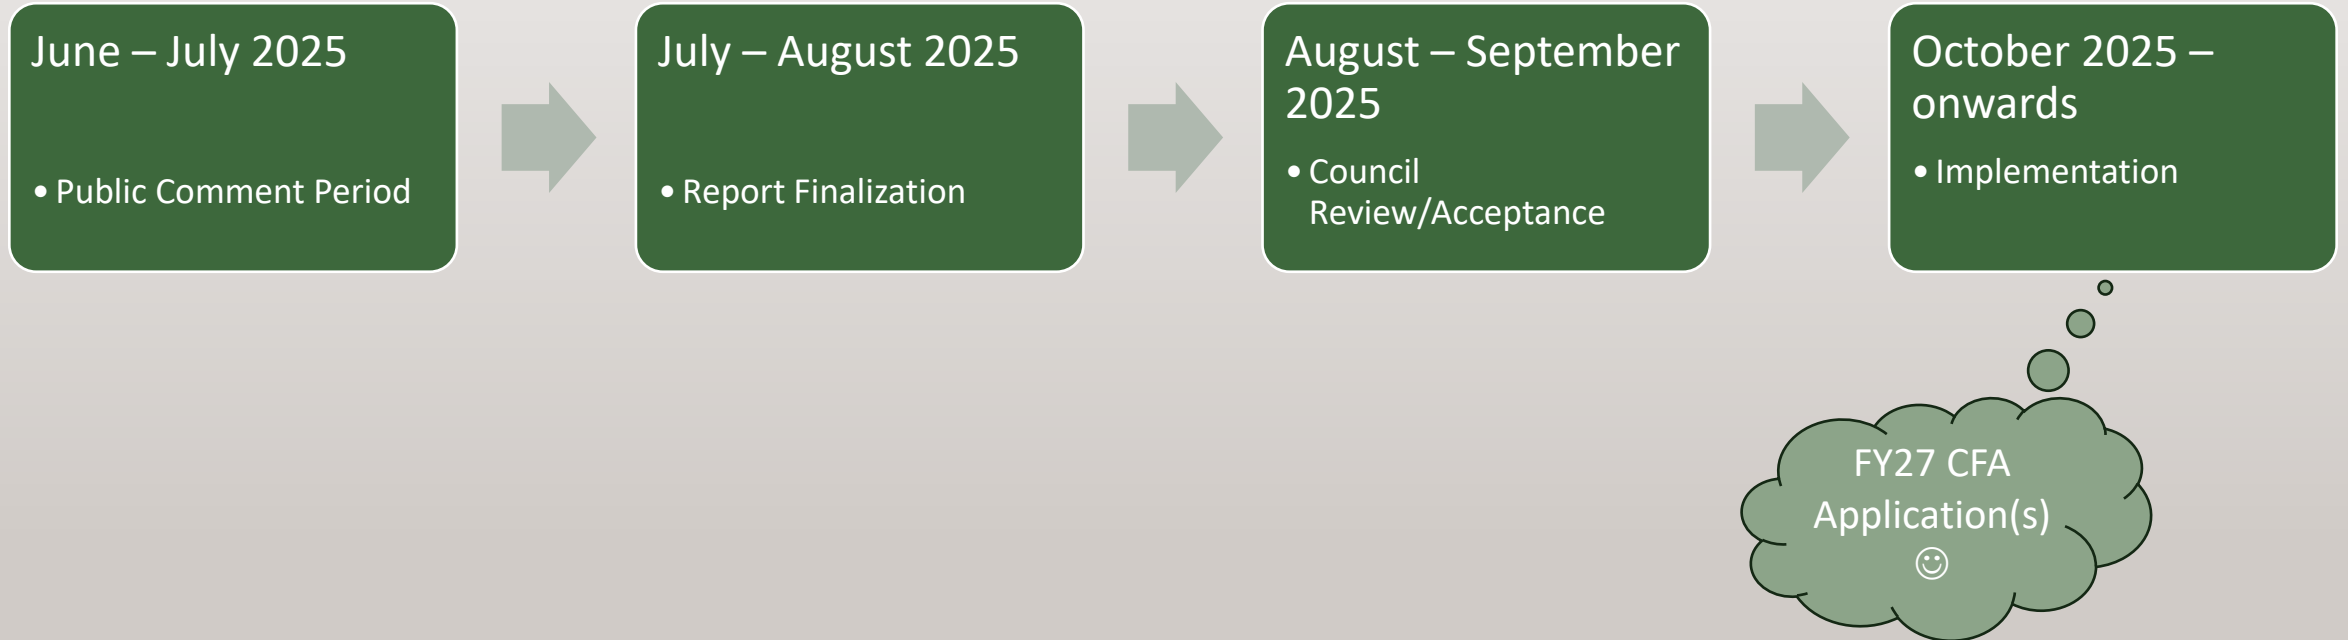 June – July 2025
• Public Comment Period
July – August 2025
• Report Finalization
August – September
2025
• Council
Review/Acceptance
October 2025 –
onwards
• Implementation
FY27 CFA
Application(s)
☺